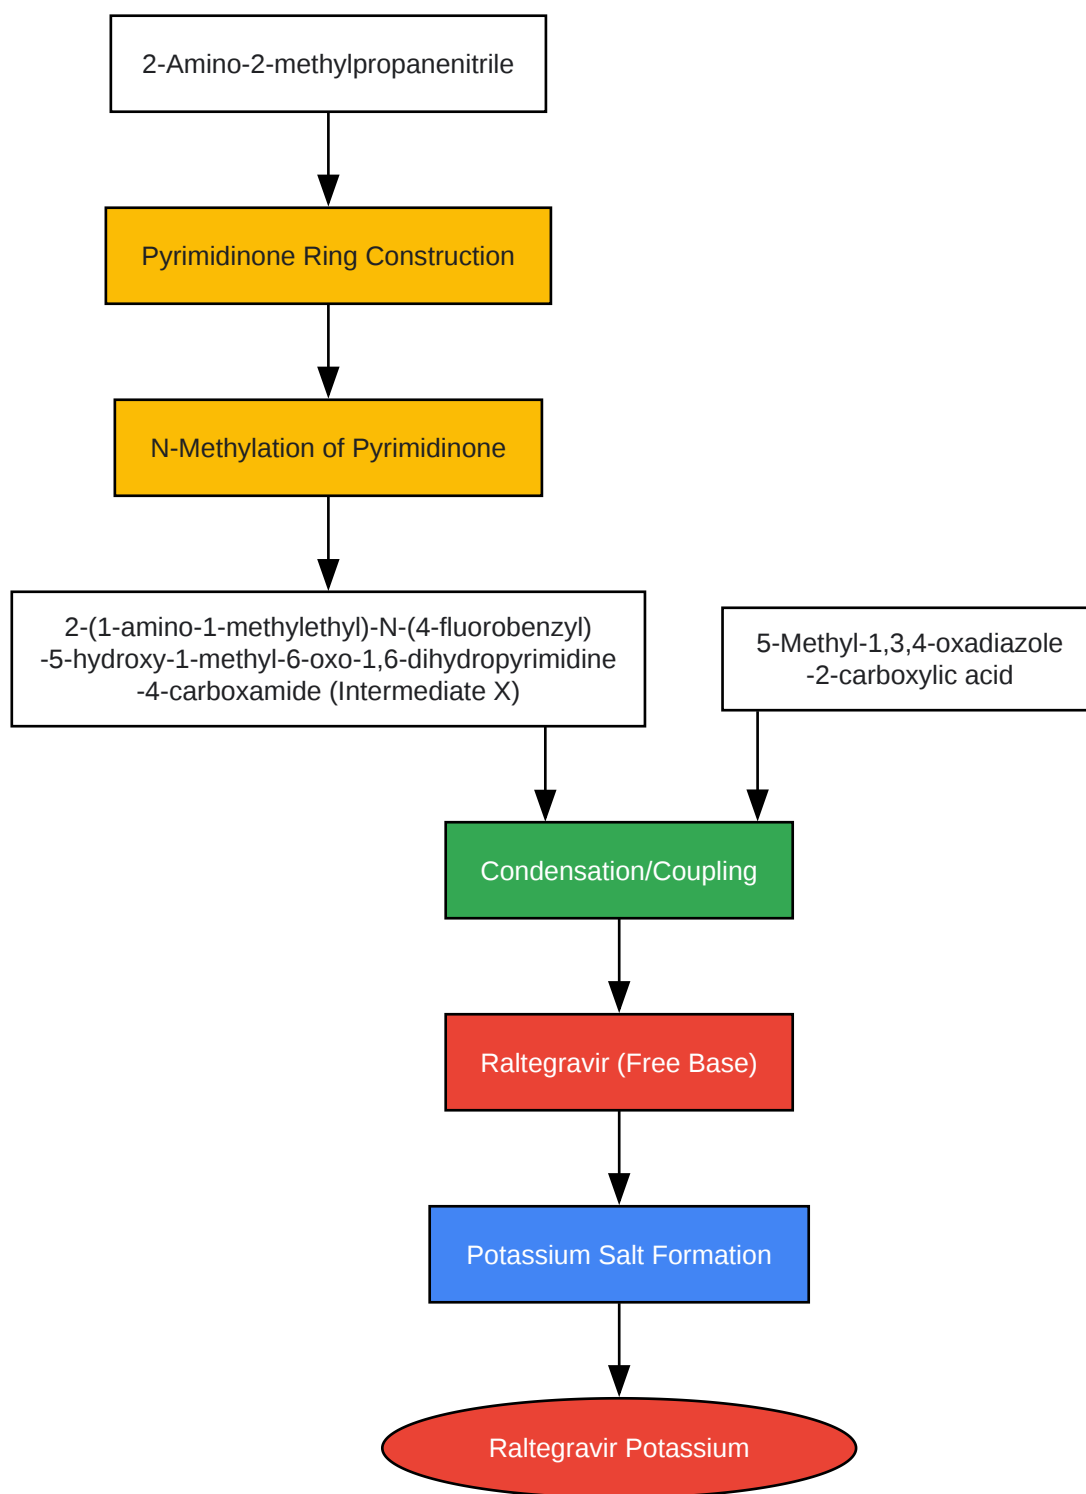 2-Amino-2-methylpropanenitrile
Pyrimidinone Ring Construction
N-Methylation of Pyrimidinone
2-(1-amino-1-methylethyl)-N-(4-fluorobenzyl)
-5-hydroxy-1-methyl-6-oxo-1,6-dihydropyrimidine
-4-carboxamide (Intermediate X)
5-Methyl-1,3,4-oxadiazole
-2-carboxylic acid
Condensation/Coupling
Raltegravir (Free Base)
Potassium Salt Formation
Raltegravir Potassium